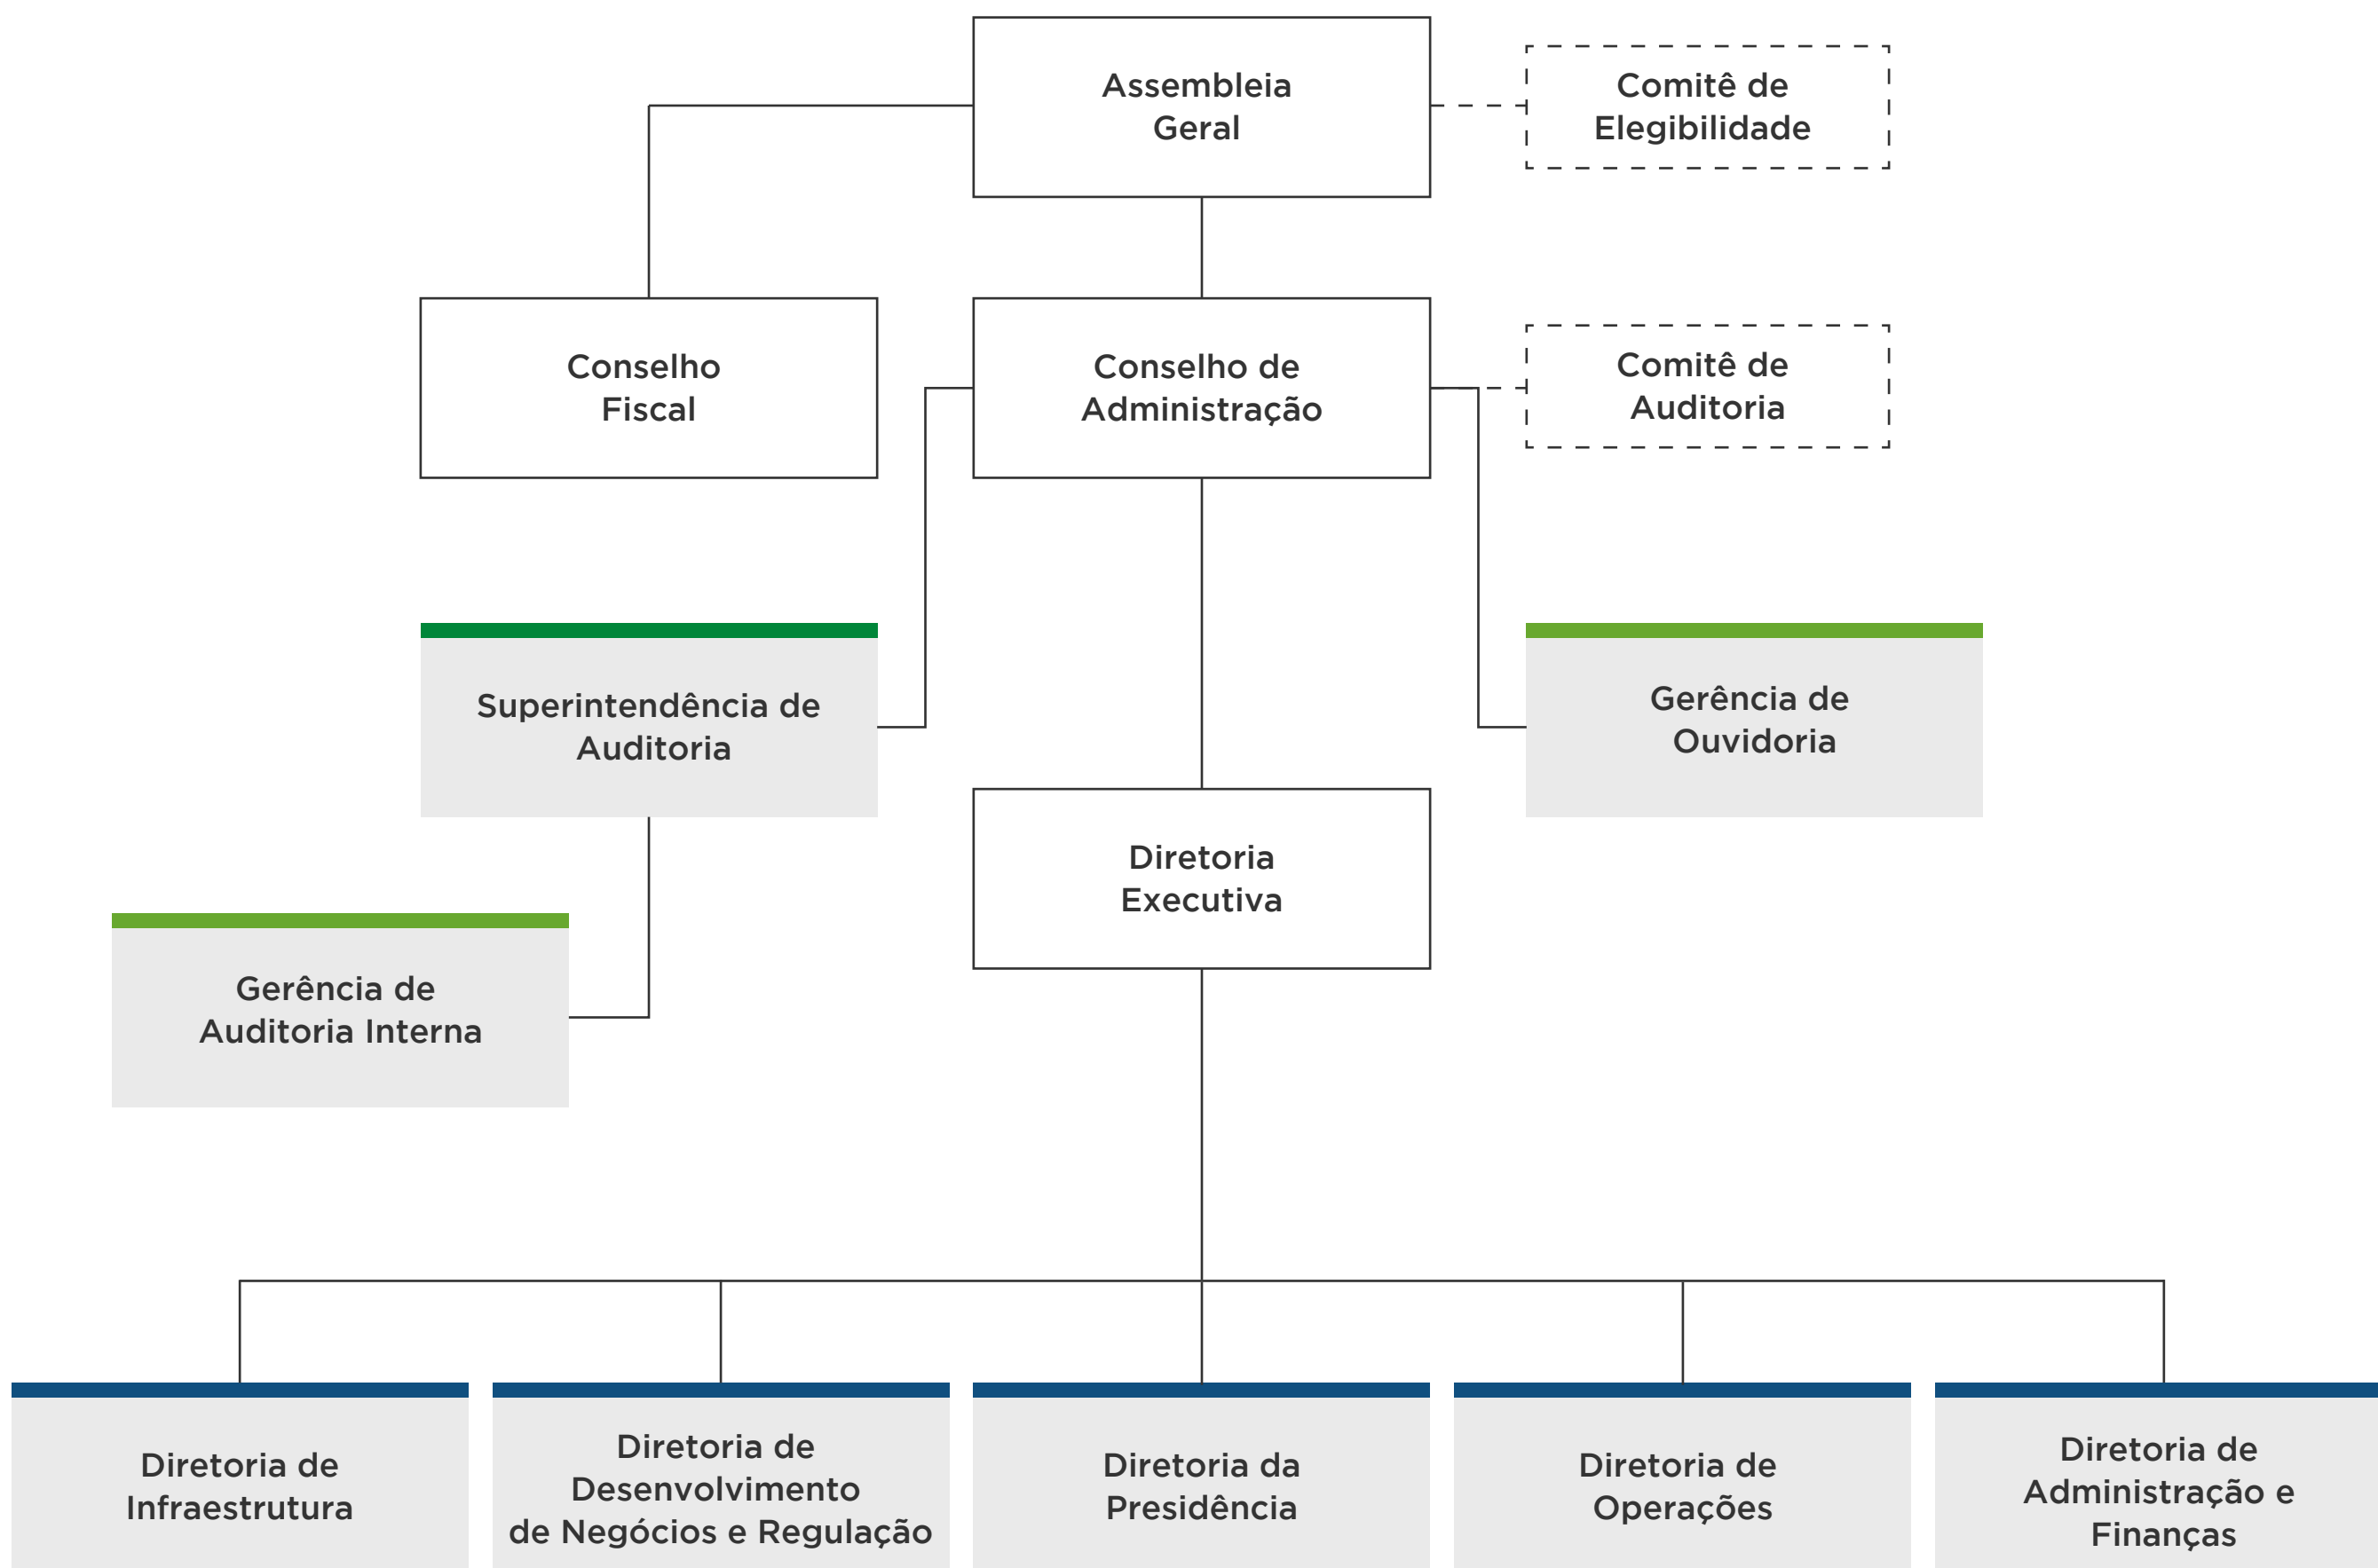 Assembleia
Geral
Comitê de
Elegibilidade
Conselho
Fiscal
Conselho de
Administração
Comitê de
Auditoria
Superintendência de
Auditoria
Gerência de
Ouvidoria
Diretoria
Executiva
Gerência de
Auditoria Interna
Diretoria de
Infraestrutura
Diretoria de
Desenvolvimento
de Negócios e Regulação
Diretoria da
Presidência
Diretoria de
Operações
Diretoria de
Administração e
Finanças